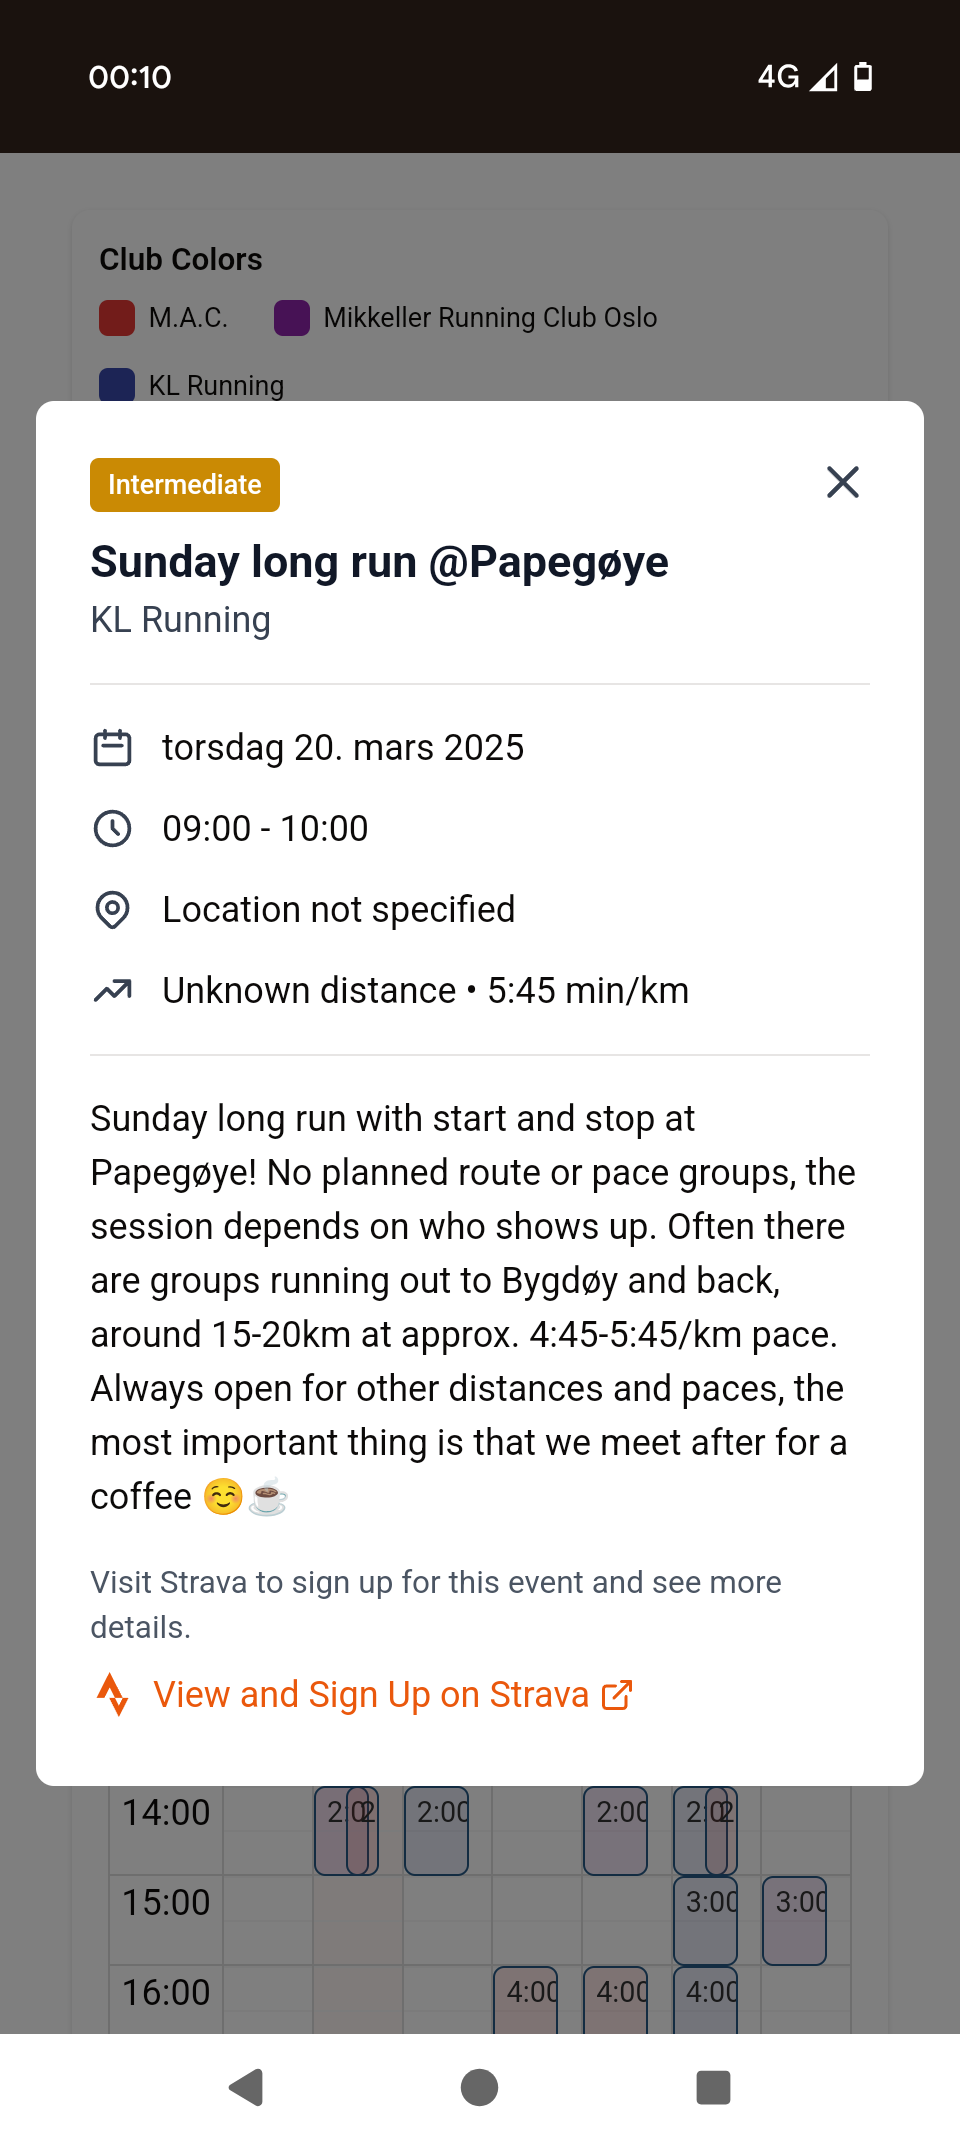 00:10
4G
Club Colors
M.A.C.
Mikkeller Running Club Oslo
KL Running
Intermediate
Sunday long run @Papegøye
KL Running
torsdag 20. mars 2025
09:00 - 10:00
Location not specified
Unknown distance • 5:45 min/km
Sunday long run with start and stop at
Papegøye! No planned route or pace groups, the
session depends on who shows up. Often there
are groups running out to Bygdøy and back,
around 15-20km at approx. 4:45-5:45/km pace.
Always open for other distances and paces, the
most important thing is that we meet after for a
coffee ☺️☕
Visit Strava to sign up for this event and see more
details.
View and Sign Up on Strava
14:00
2:00
2:00
15:00
3:00
3:00
16:00
4:00
4:00
4:00